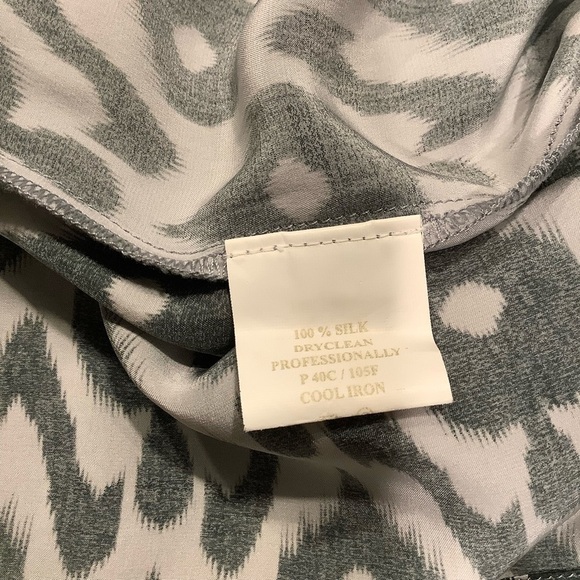 100 % SILK
DRYCLEAN
PROFESSIONALLY
P 40C / 105F
COOL IRON